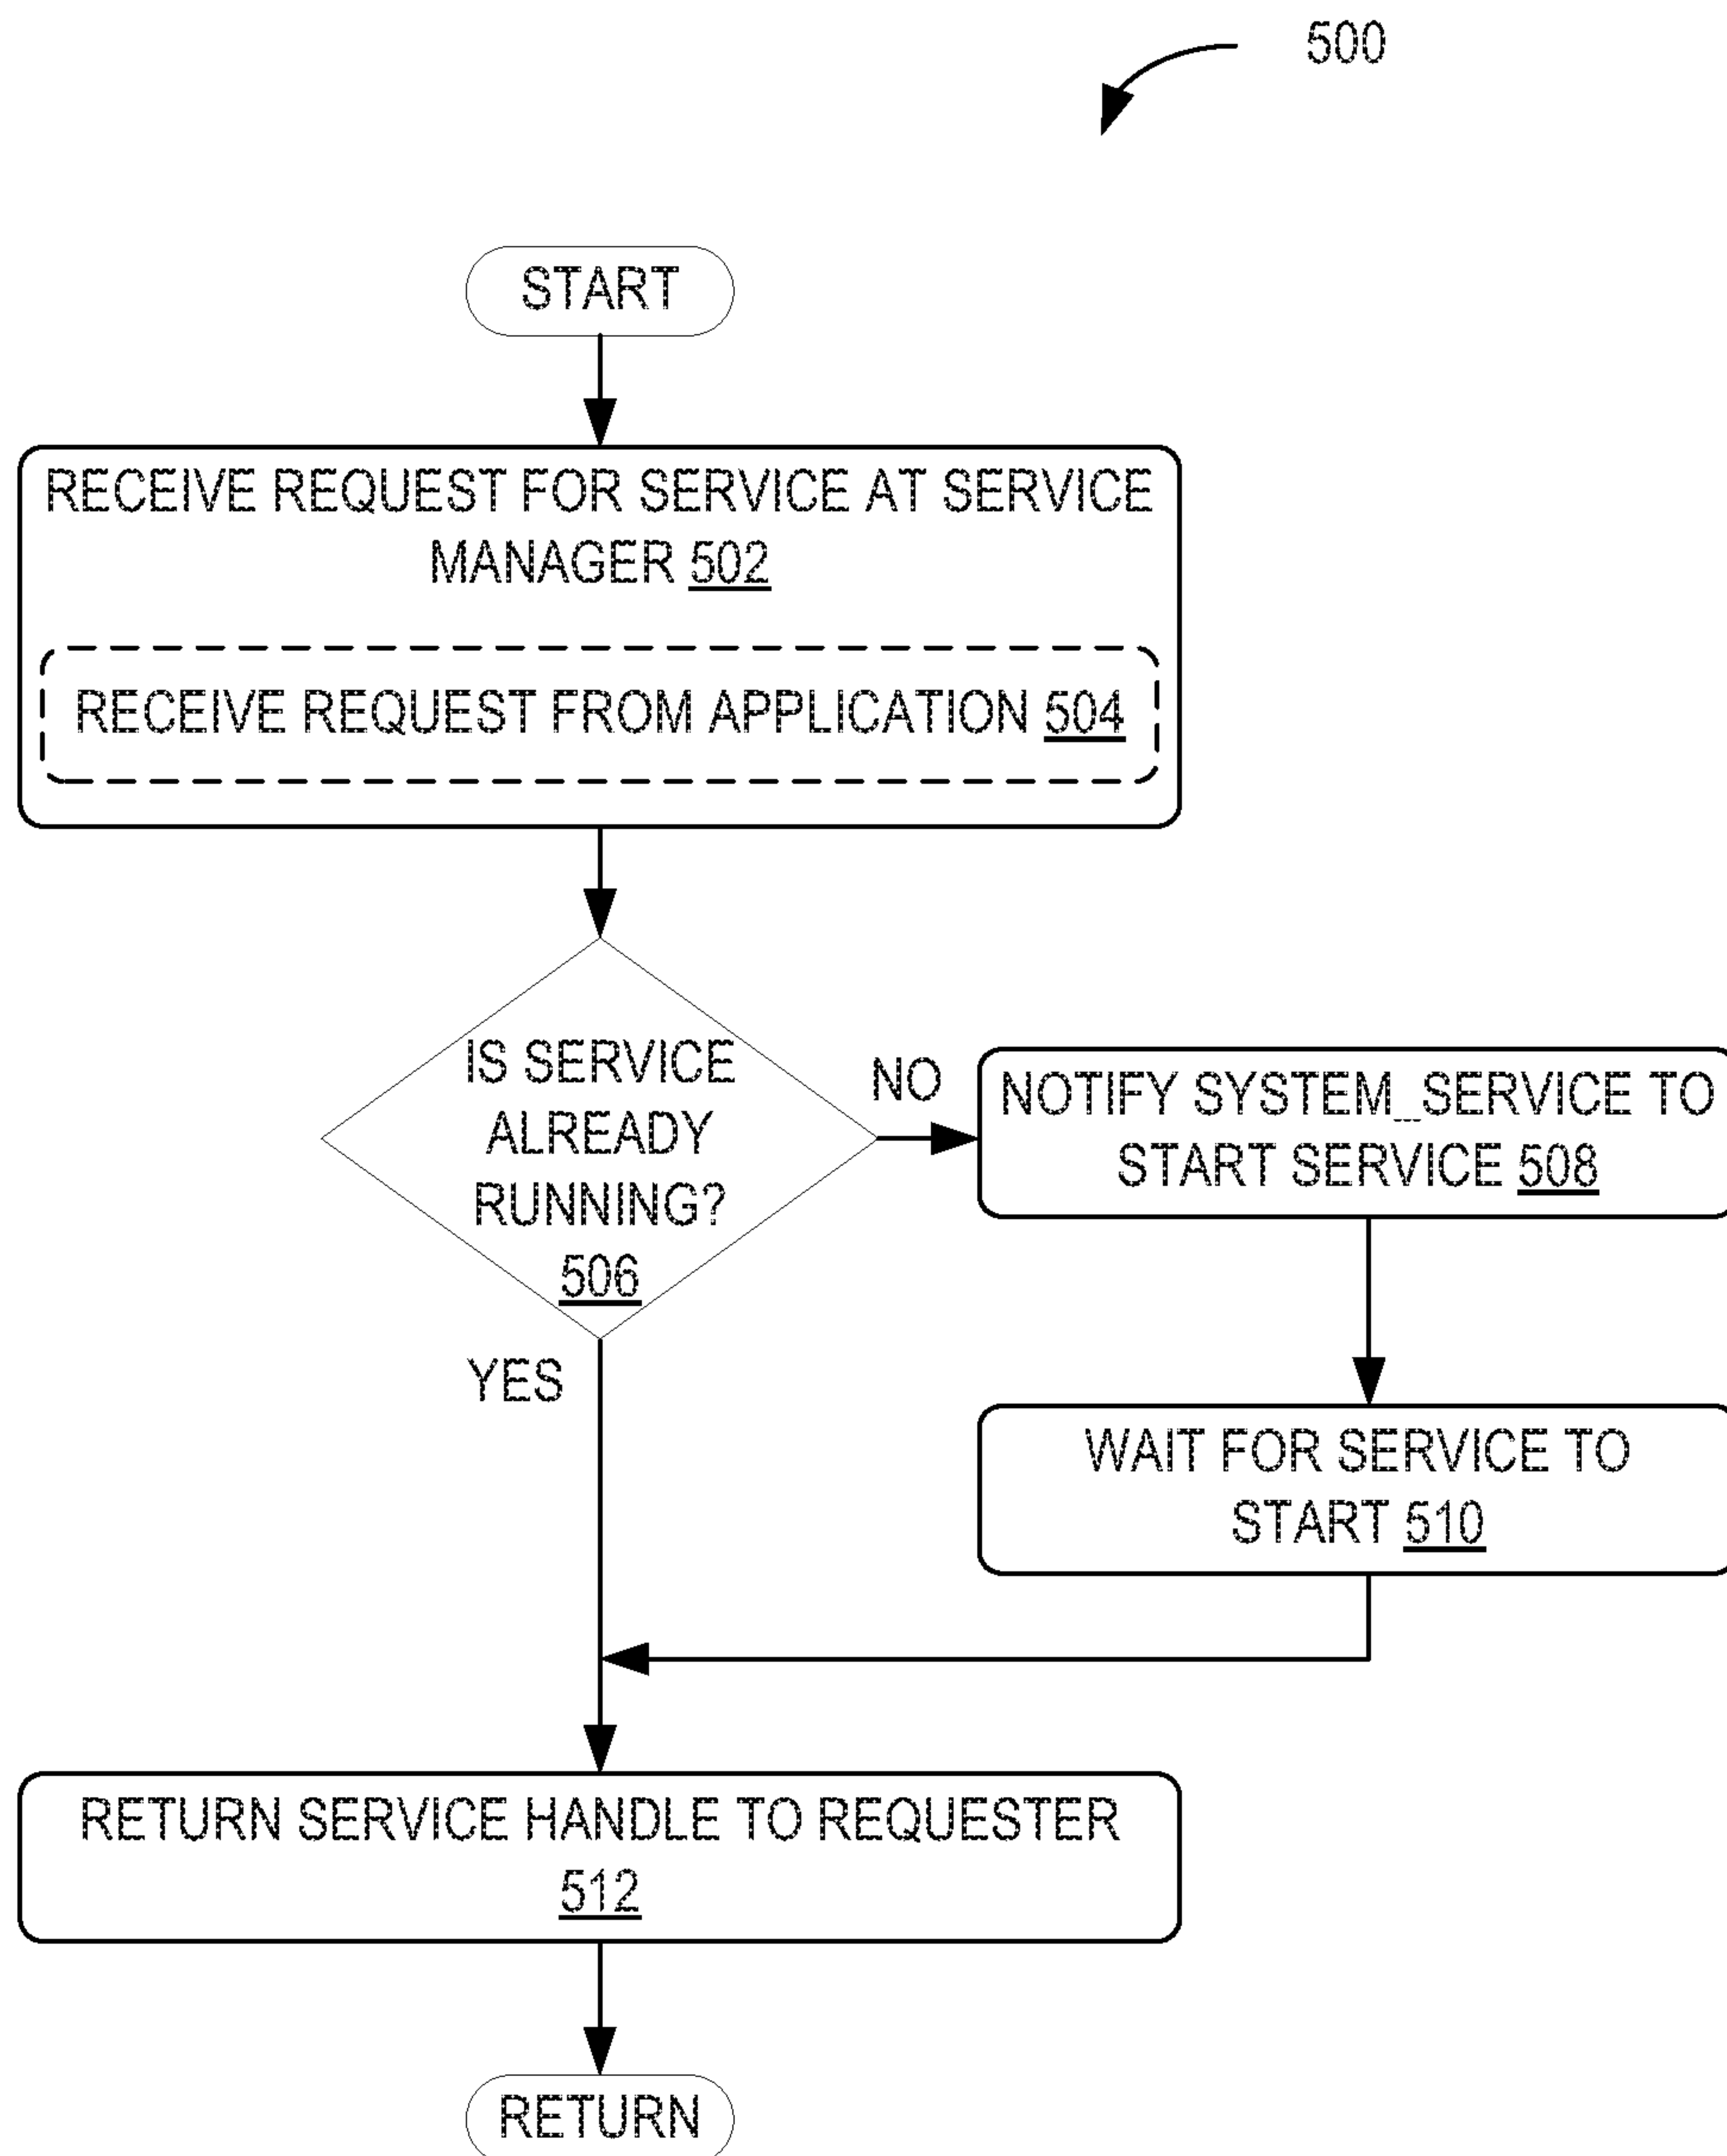 500
START
RECEIVE REQUEST FOR SERVICE AT SERVICE
MANAGER 502
RECEIVE REQUEST FROM APPLICATION 504
IS SERVICE
ALREADY
RUNNING?
506
NO
NOTIFY SYSTEM_SERVICE TO
START SERVICE 508
YES
WAIT FOR SERVICE TO
START 510
RETURN SERVICE HANDLE TO REQUESTER
512
RETURN